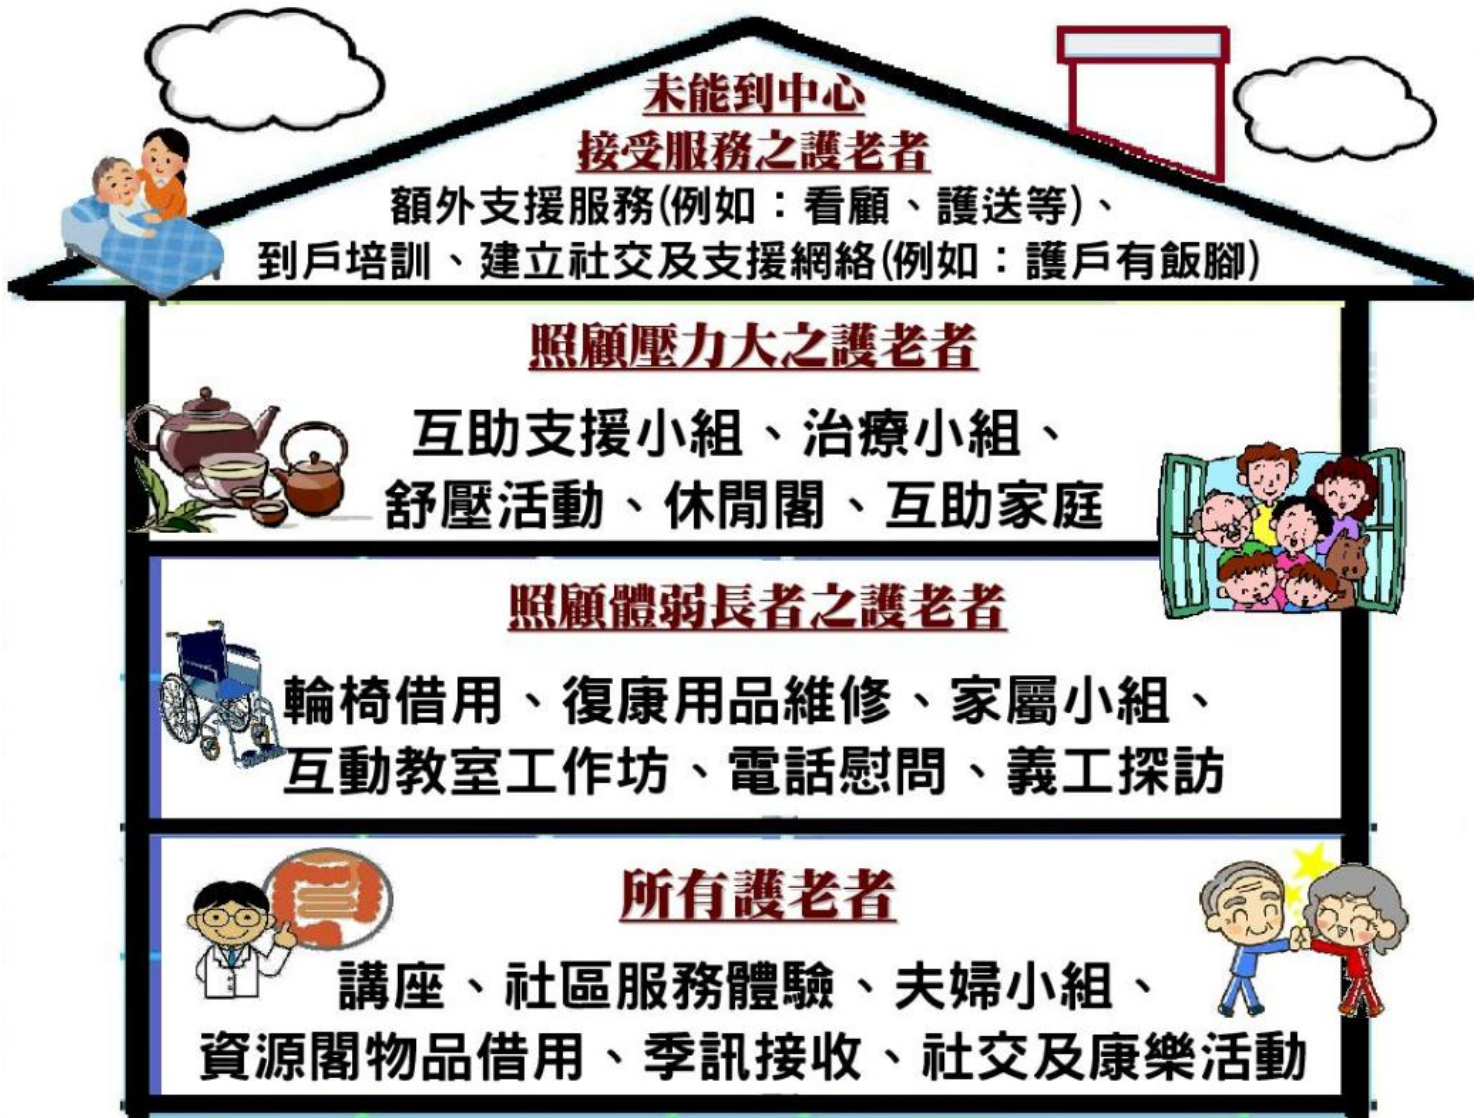 未能到中心
接受服務之護老者
額外支援服務(例如：看顧、護送等)、
到戶培訓、建立社交及支援網絡(例如：護戶有飯腳)
照顧壓力大之護老者
互助支援小組、治療小組、
舒壓活動、休閒閣、互助家庭
照顧體弱長者之護老者
輪椅借用、復康用品維修、家屬小組、
互動教室工作坊、電話慰問、義工探訪
所有護老者
講座、社區服務體驗、夫婦小組、
資源閣物品借用、季訊接收、社交及康樂活動